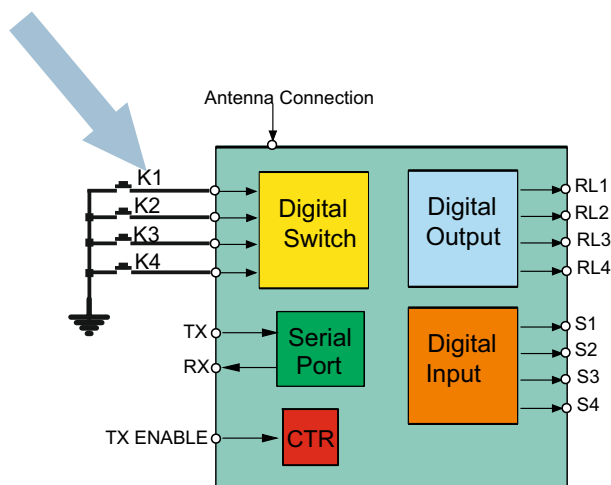 Antenna Connection
K1
K2
K3
K4
Digital
Switch
Digital
Output
RL1
RL2
RL3
RL4
TX
RX
Serial
Port
Digital
Input
S1
S2
S3
S4
TX ENABLE
CTR